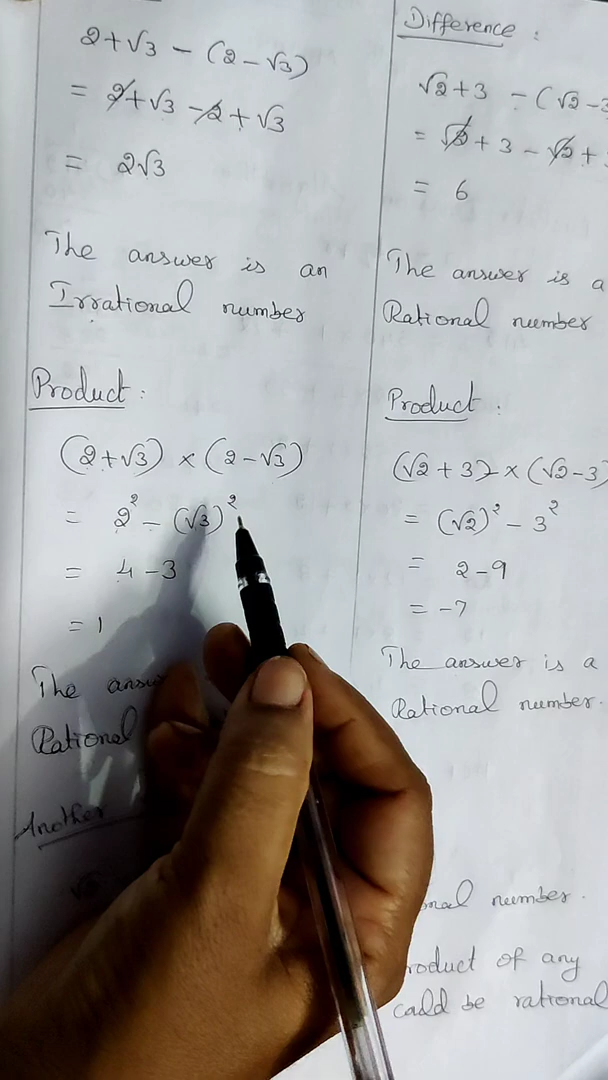 2+√3 - (2-√3)
= 2+√3 -2+√3
= 2√3
The answer is an
Irrational number
Product:
(2+√3) × (2-√3)
= 2² - (√3)²
= 4-3
= 1
The
Rational
Another
Difference:
√2+3 - (√2-3
= √2+3-√2+
= 6
The answer is a
Rational number
Product:
(√2+3) × (√2-3)
= (√2)² - 3²
= 2-9
= -7
The answer is a
Rational number.
number.
of any
be rational